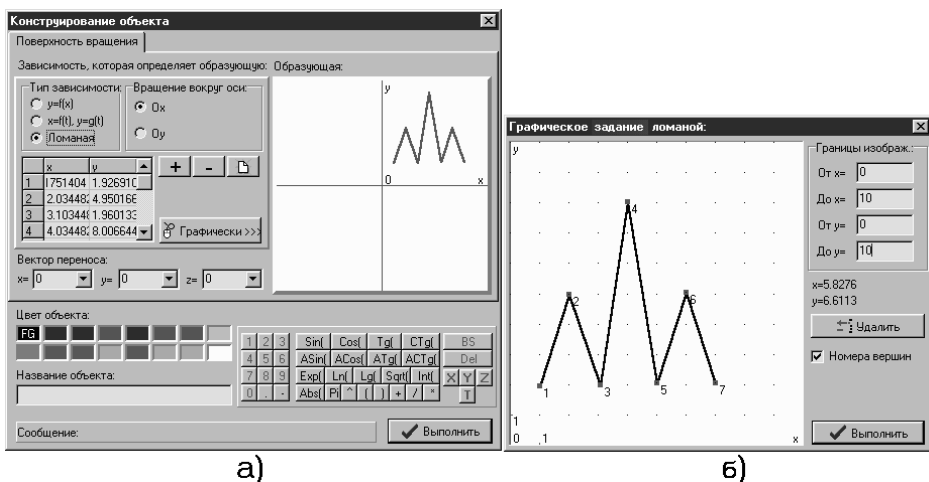 Конструирование объекта
Поверхность вращения
Зависимость, которая определяет образующую: Образующая:
Тип зависимости: Вращение вокруг оси:
y=f(x)
x=f(t), y=g(t)
Ломаная
Ox
Oy
x y
1 1751404 1.92691
2 2.03448 4.950166
3 3.10344 1.960133
4 4.03448 8.006644
+ -
Графически >>>
y
0 x
Вектор переноса:
x= 0 y= 0 z= 0
Цвет объекта:
FG
Название объекта:
1 2 3 Sin( Cos( Tg( CTg( BS
4 5 6 ASin( ACos( ATg( ACTg( Del
7 8 9 Exp( Ln( Lg( Sqrt( Int( X Y Z
0 . - Abs( Pi ^ ( ) + / * T
Сообщение:
Выполнить
а)
Графическое задание ломаной:
y
4
2
6
1 3 5 7
1
0 1 x
Границы изображ.:
От x= 0
До x= 10
От y= 0
До y= 10
x=5.8276
y=6.6113
Удалить
Номера вершин
Выполнить
б)